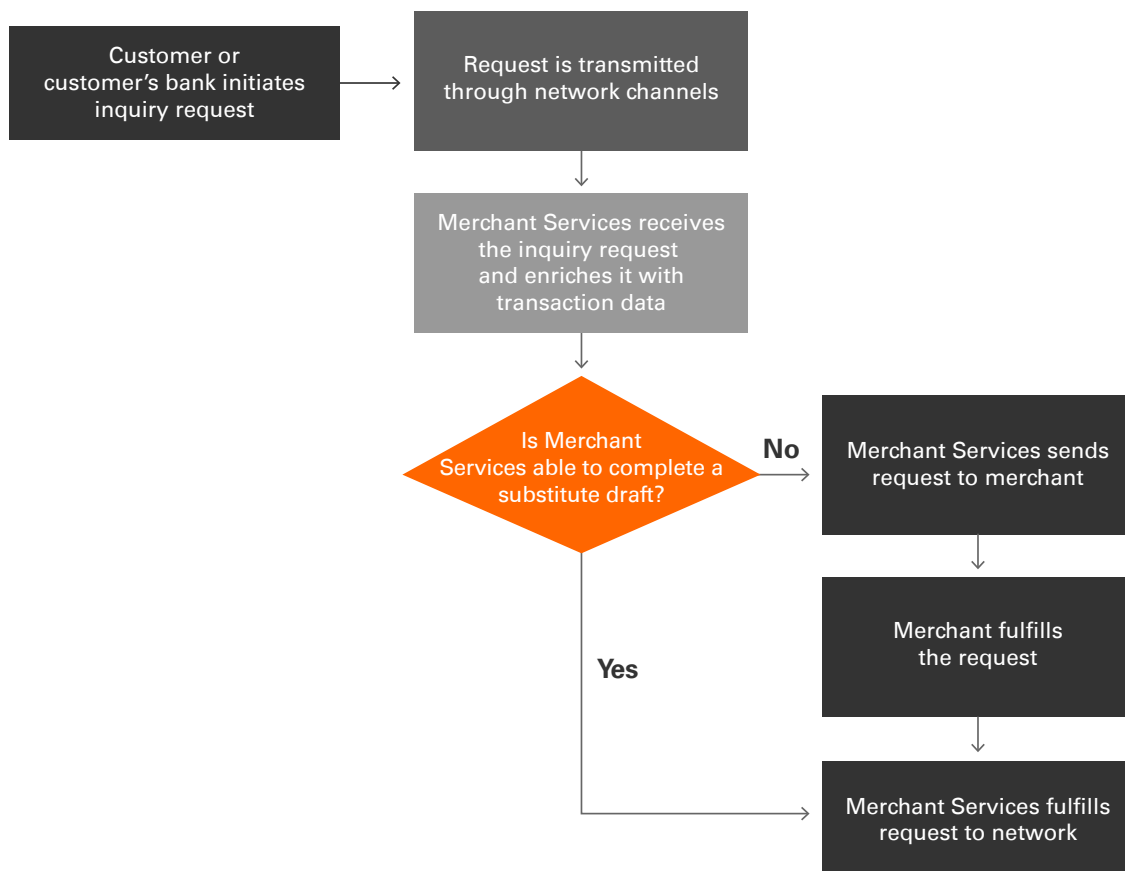 Customer or
customer’s bank initiates
inquiry request
Request is transmitted
through network channels
Merchant Services receives
the inquiry request
and enriches it with
transaction data
Is Merchant
Services able to complete a
substitute draft?
No
Merchant Services sends
request to merchant
Merchant fulfills
the request
Yes
Merchant Services fulfills
request to network